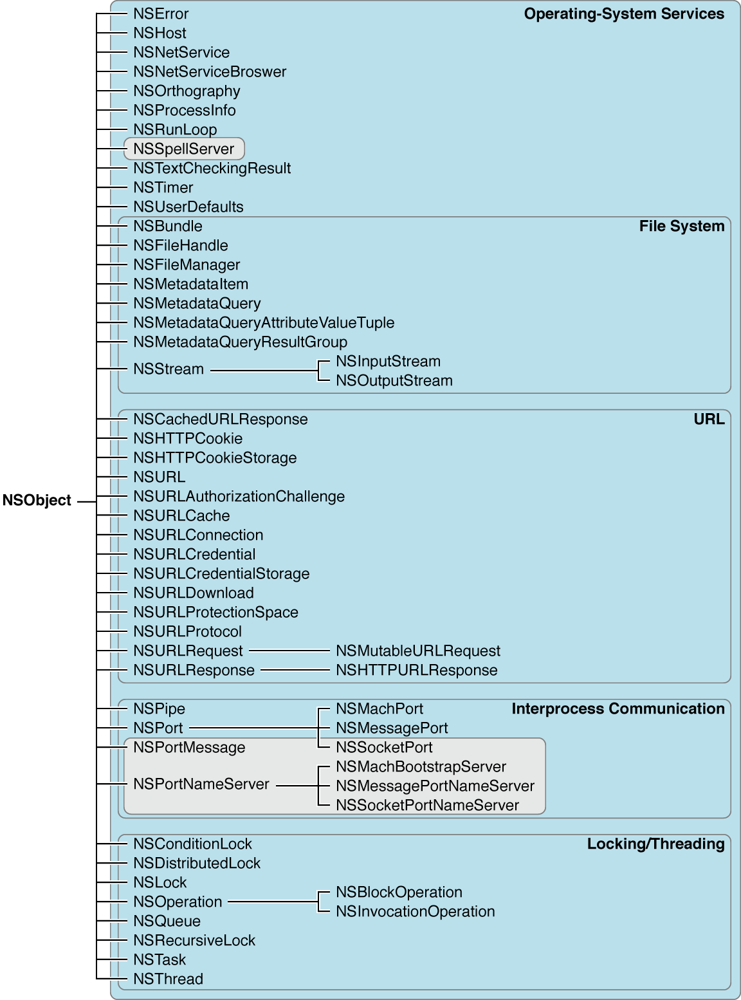 NSError
Operating-System Services
NSHost
NSNetService
NSNetServiceBroswer
NSOrthography
NSProcessInfo
NSRunLoop
NSSpellServer
NSTextCheckingResult
NSTimer
NSUserDefaults
NSBundle
File System
NSFileHandle
NSFileManager
NSMetadataItem
NSMetadataQuery
NSMetadataQueryAttributeValueTuple
NSMetadataQueryResultGroup
NSStream
NSInputStream
NSOutputStream
NSCachedURLResponse
URL
NSHTTPCookie
NSHTTPCookieStorage
NSURL
NSObject
NSURLAuthorizationChallenge
NSURLCache
NSURLConnection
NSURLCredential
NSURLCredentialStorage
NSURLDownload
NSURLProtectionSpace
NSURLProtocol
NSURLRequest
NSMutableURLRequest
NSURLResponse
NSHTTPURLResponse
NSPipe
NSMachPort
Interprocess Communication
NSPort
NSMessagePort
NSPortMessage
NSSocketPort
NSMachBootstrapServer
NSPortNameServer
NSMessagePortNameServer
NSSocketPortNameServer
NSConditionLock
Locking/Threading
NSDistributedLock
NSLock
NSBlockOperation
NSOperation
NSInvocationOperation
NSQueue
NSRecursiveLock
NSTask
NSThread